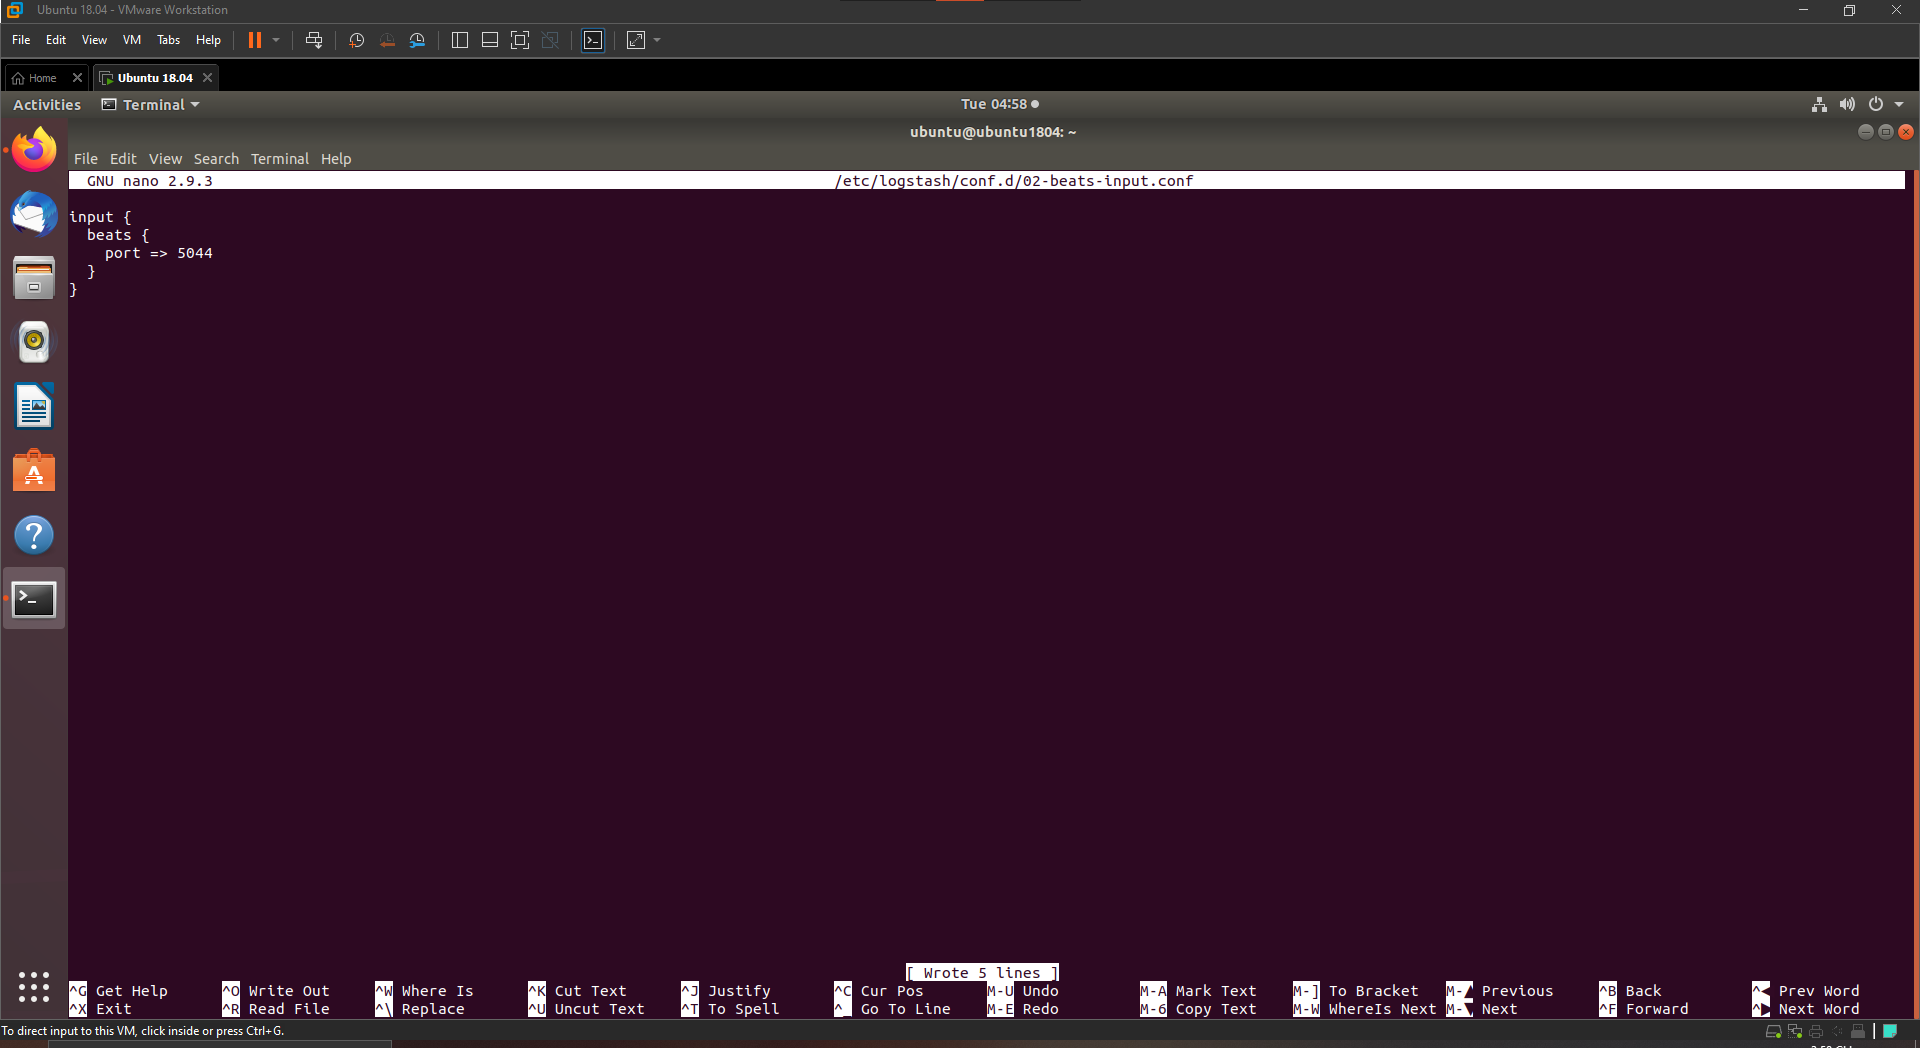 Ubuntu 18.04 - VMware Workstation
File Edit View VM Tabs Help
Home Ubuntu 18.04
Activities Terminal Tue 04:58
ubuntu@ubuntu1804: ~
File Edit View Search Terminal Help
GNU nano 2.9.3 /etc/logstash/conf.d/02-beats-input.conf
input {
  beats {
    port => 5044
  }
}
[ Wrote 5 lines ]
^G Get Help ^O Write Out ^W Where Is ^K Cut Text ^J Justify ^C Cur Pos M-U Undo M-A Mark Text M-] To Bracket M-▲ Previous ^B Back ^◀ Prev Word
^X Exit ^R Read File ^\ Replace ^U Uncut Text ^T To Spell ^_ Go To Line M-E Redo M-6 Copy Text M-W WhereIs Next M-▼ Next ^F Forward ^▶ Next Word
To direct input to this VM, click inside or press Ctrl+G.